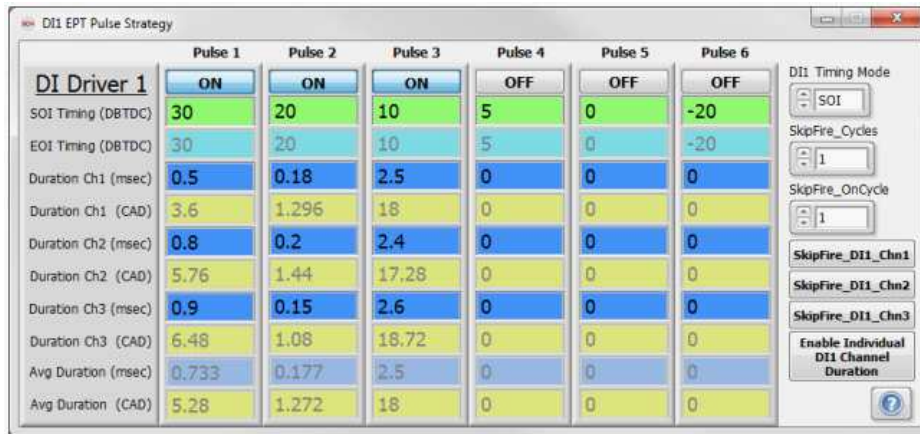 DI1 EPT Pulse Strategy
Pulse 1 Pulse 2 Pulse 3 Pulse 4 Pulse 5 Pulse 6
DI Driver 1 ON ON ON OFF OFF OFF
SOI Timing (DBTDC) 30 20 10 5 0 -20
EOI Timing (DBTDC) 30 20 10 5 0 -20
Duration Ch1 (msec) 0.5 0.18 2.5 0 0 0
Duration Ch1 (CAD) 3.6 1.296 18 0 0 0
Duration Ch2 (msec) 0.8 0.2 2.4 0 0 0
Duration Ch2 (CAD) 5.76 1.44 17.28 0 0 0
Duration Ch3 (msec) 0.9 0.15 2.6 0 0 0
Duration Ch3 (CAD) 6.48 1.08 18.72 0 0 0
Avg Duration (msec) 0.733 0.177 2.5 0 0 0
Avg Duration (CAD) 5.28 1.272 18 0 0 0
DI1 Timing Mode
SOI
SkipFire_Cycles
1
SkipFire_OnCycle
1
SkipFire_DI1_Chn1
SkipFire_DI1_Chn2
SkipFire_DI1_Chn3
Enable Individual
DI1 Channel
Duration
?